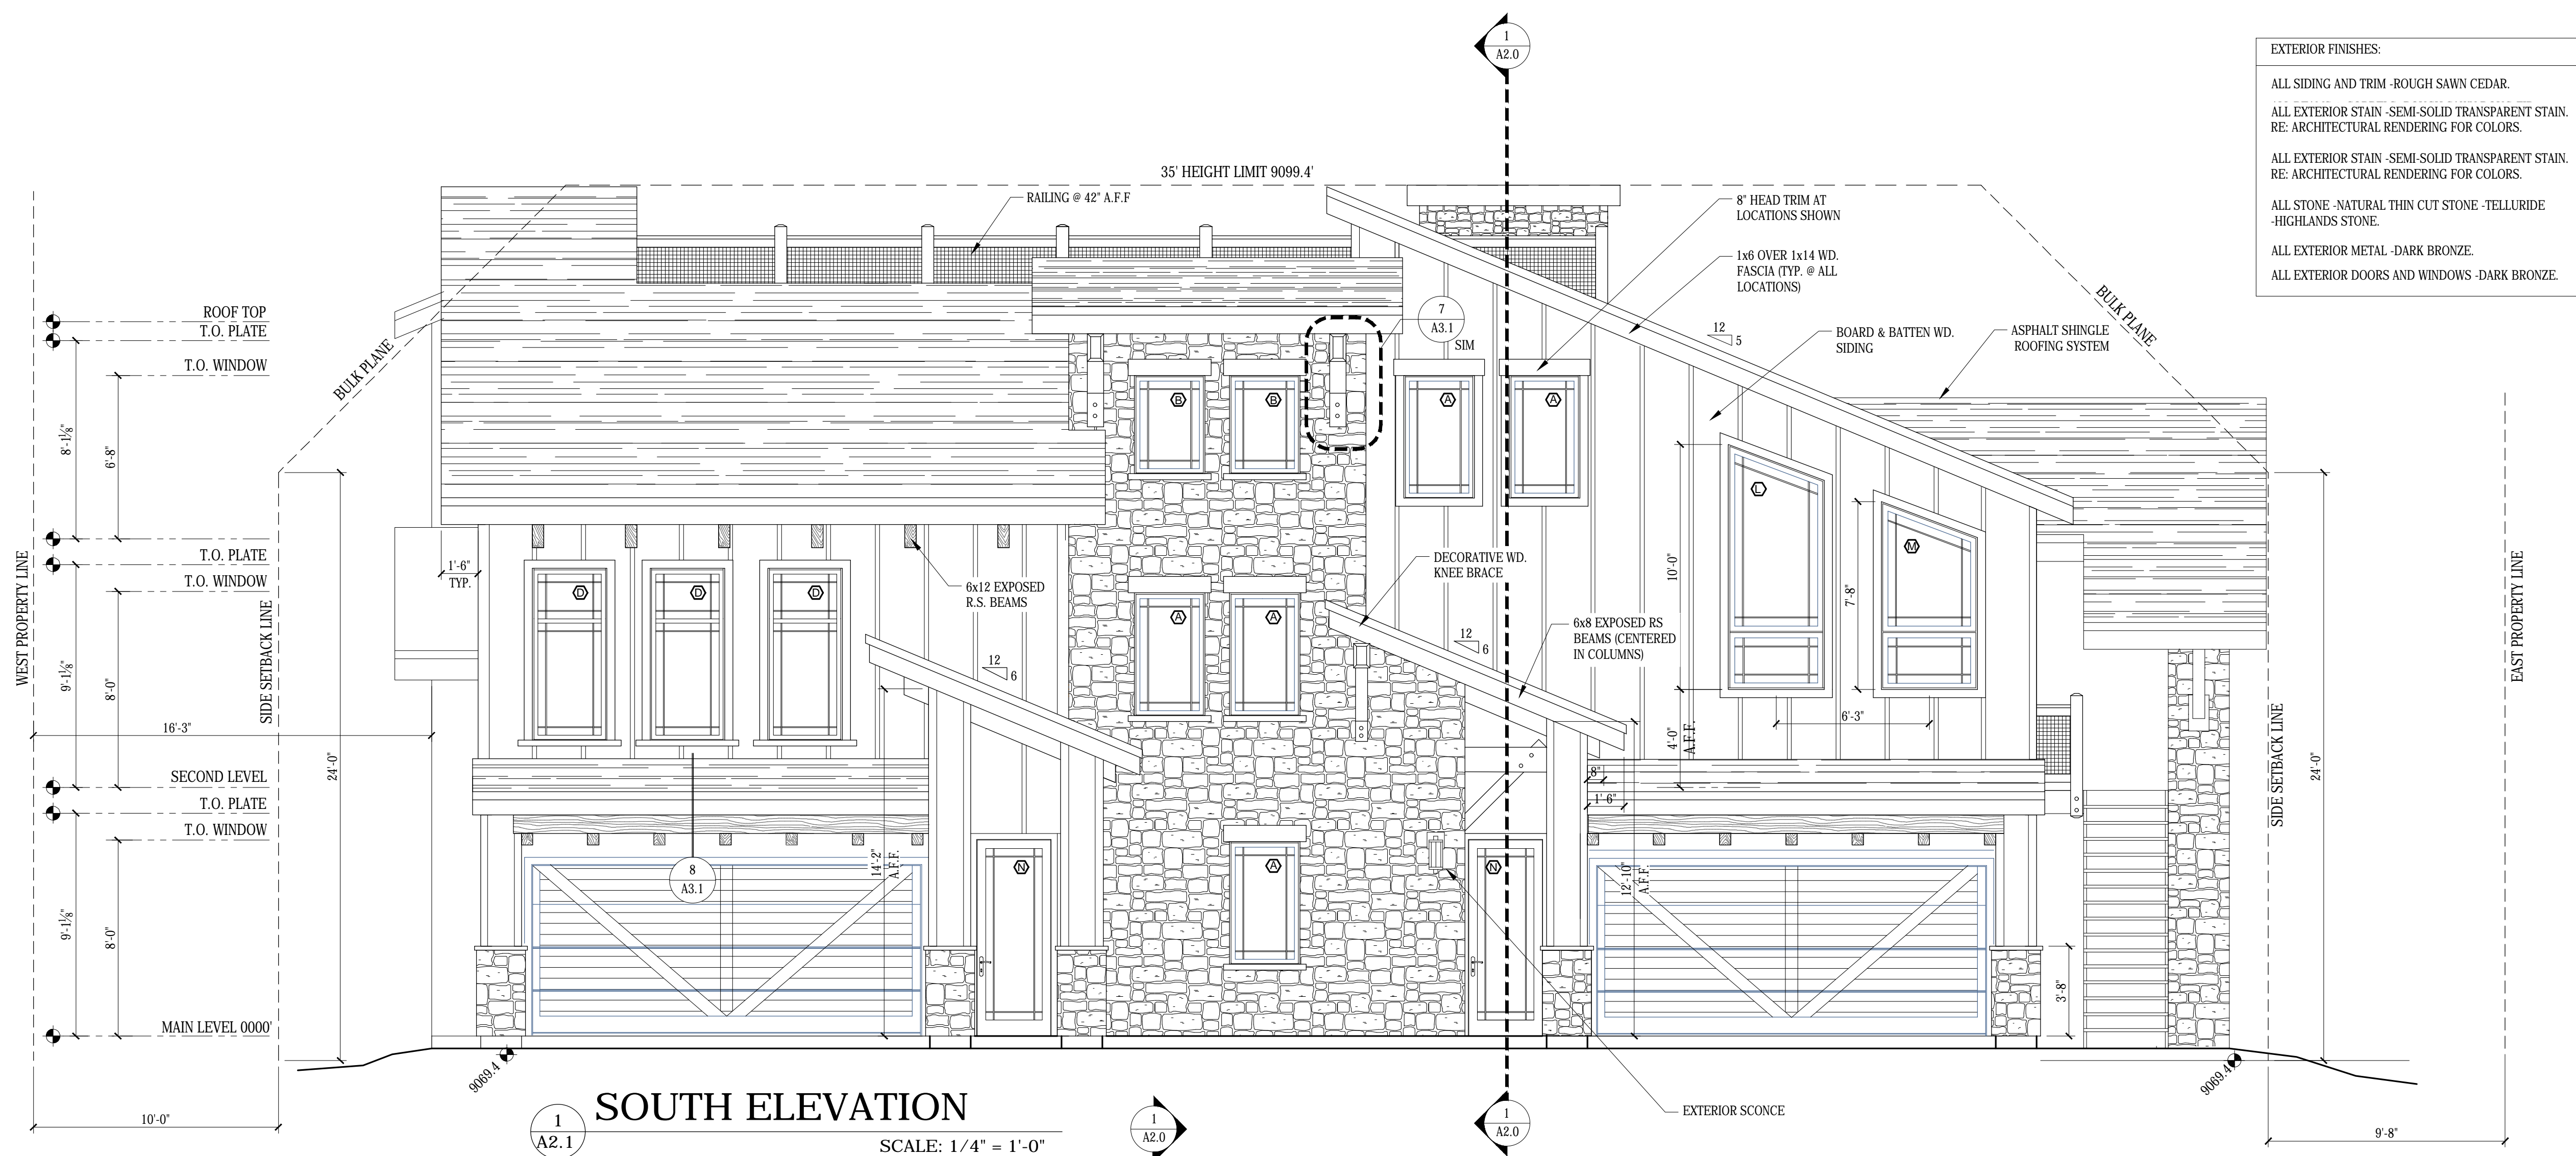 1
A2.0
EXTERIOR FINISHES:
ALL SIDING AND TRIM -ROUGH SAWN CEDAR.
ALL EXTERIOR STAIN -SEMI-SOLID TRANSPARENT STAIN.
RE: ARCHITECTURAL RENDERING FOR COLORS.
ALL EXTERIOR STAIN -SEMI-SOLID TRANSPARENT STAIN.
RE: ARCHITECTURAL RENDERING FOR COLORS.
ALL STONE -NATURAL THIN CUT STONE -TELLURIDE
-HIGHLANDS STONE.
ALL EXTERIOR METAL -DARK BRONZE.
ALL EXTERIOR DOORS AND WINDOWS -DARK BRONZE.
35' HEIGHT LIMIT 9099.4'
RAILING @ 42" A.F.F
8" HEAD TRIM AT
LOCATIONS SHOWN
1x6 OVER 1x14 WD.
FASCIA (TYP. @ ALL
LOCATIONS)
7
A3.1
SIM
12
5
BOARD & BATTEN WD.
SIDING
ASPHALT SHINGLE
ROOFING SYSTEM
BULK PLANE
BULK PLANE
ROOF TOP
T.O. PLATE
T.O. WINDOW
8'-1⅛"
6'-8"
B
B
A
A
L
M
10'-0"
7'-8"
T.O. PLATE
T.O. WINDOW
1'-6"
TYP.
D
D
D
6x12 EXPOSED
R.S. BEAMS
A
A
DECORATIVE WD.
KNEE BRACE
6x8 EXPOSED RS
BEAMS (CENTERED
IN COLUMNS)
12
6
12
6
WEST PROPERTY LINE
SIDE SETBACK LINE
9'-1⅛"
8'-0"
16'-3"
24'-0"
6'-3"
4'-0"
A.F.F.
EAST PROPERTY LINE
SIDE SETBACK LINE
24'-0"
SECOND LEVEL
T.O. PLATE
T.O. WINDOW
8"
1'-6"
9'-1⅛"
8'-0"
8
A3.1
14'-2"
A.F.F.
N
A
N
12'-10"
A.F.F.
3'-8"
MAIN LEVEL 0000'
9069.4
9069.4
10'-0"
1
A2.1
SOUTH ELEVATION
SCALE: 1/4" = 1'-0"
1
A2.0
1
A2.0
EXTERIOR SCONCE
9'-8"